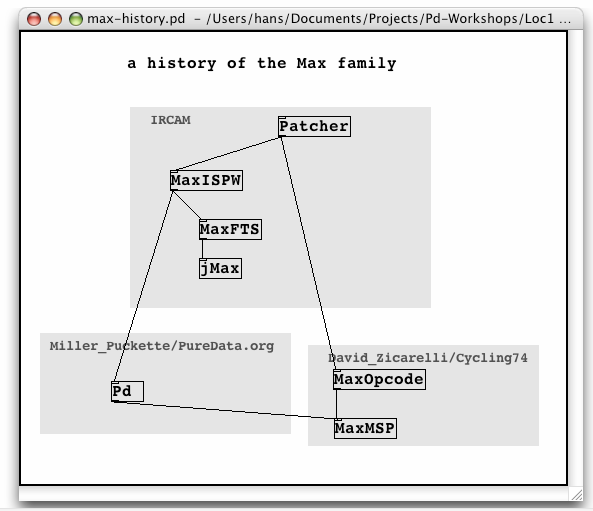 max-history.pd - /Users/hans/Documents/Projects/Pd-Workshops/Loc1 ...
a history of the Max family
IRCAM
Patcher
MaxISPW
MaxFTS
jMax
Miller_Puckette/PureData.org
David_Zicarelli/Cycling74
MaxOpcode
Pd
MaxMSP